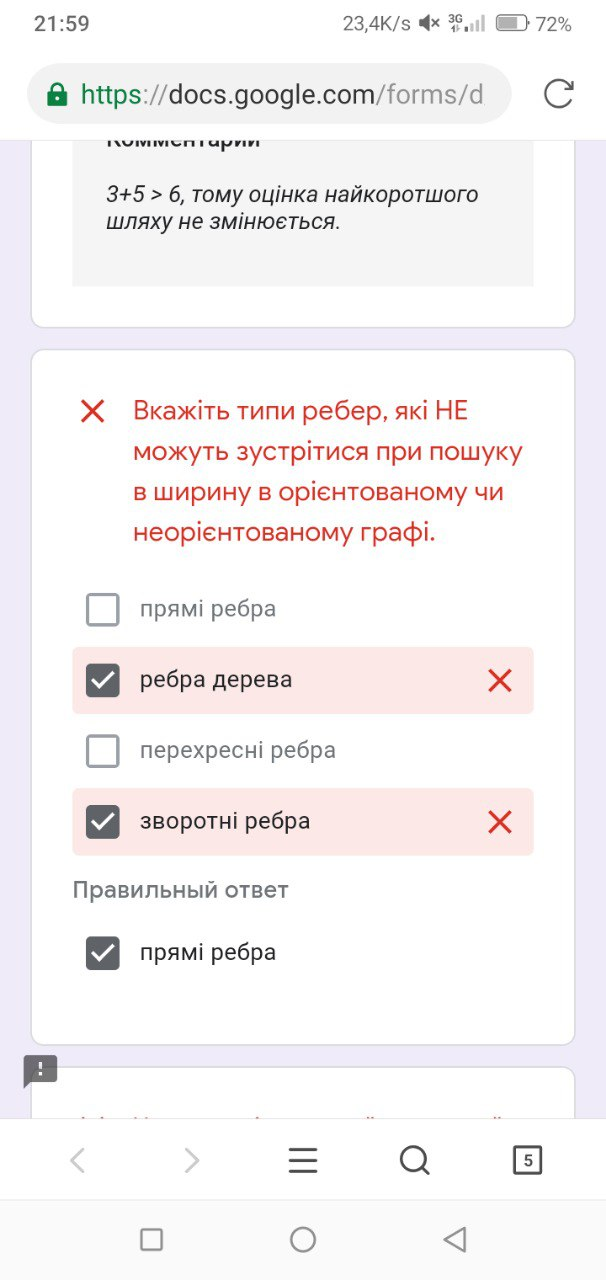 21:59 23,4K/s 3G 72%
https://docs.google.com/forms/d
Комментарий
3+5 > 6, тому оцінка найкоротшого
шляху не змінюється.
Вкажіть типи ребер, які НЕ
можуть зустрітися при пошуку
в ширину в орієнтованому чи
неорієнтованому графі.
прямі ребра
ребра дерева
перехресні ребра
зворотні ребра
Правильный ответ
прямі ребра
5